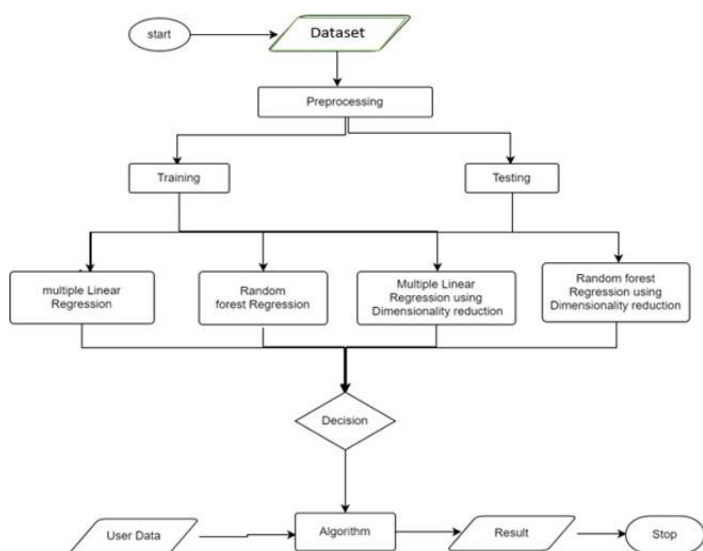 start
Dataset
Preprocessing
Training
Testing
multiple Linear
Regression
Random
forest Regression
Multiple Linear
Regression using
Dimensionality reduction
Random forest
Regression using
Dimensionality reduction
Decision
User Data
Algorithm
Result
Stop